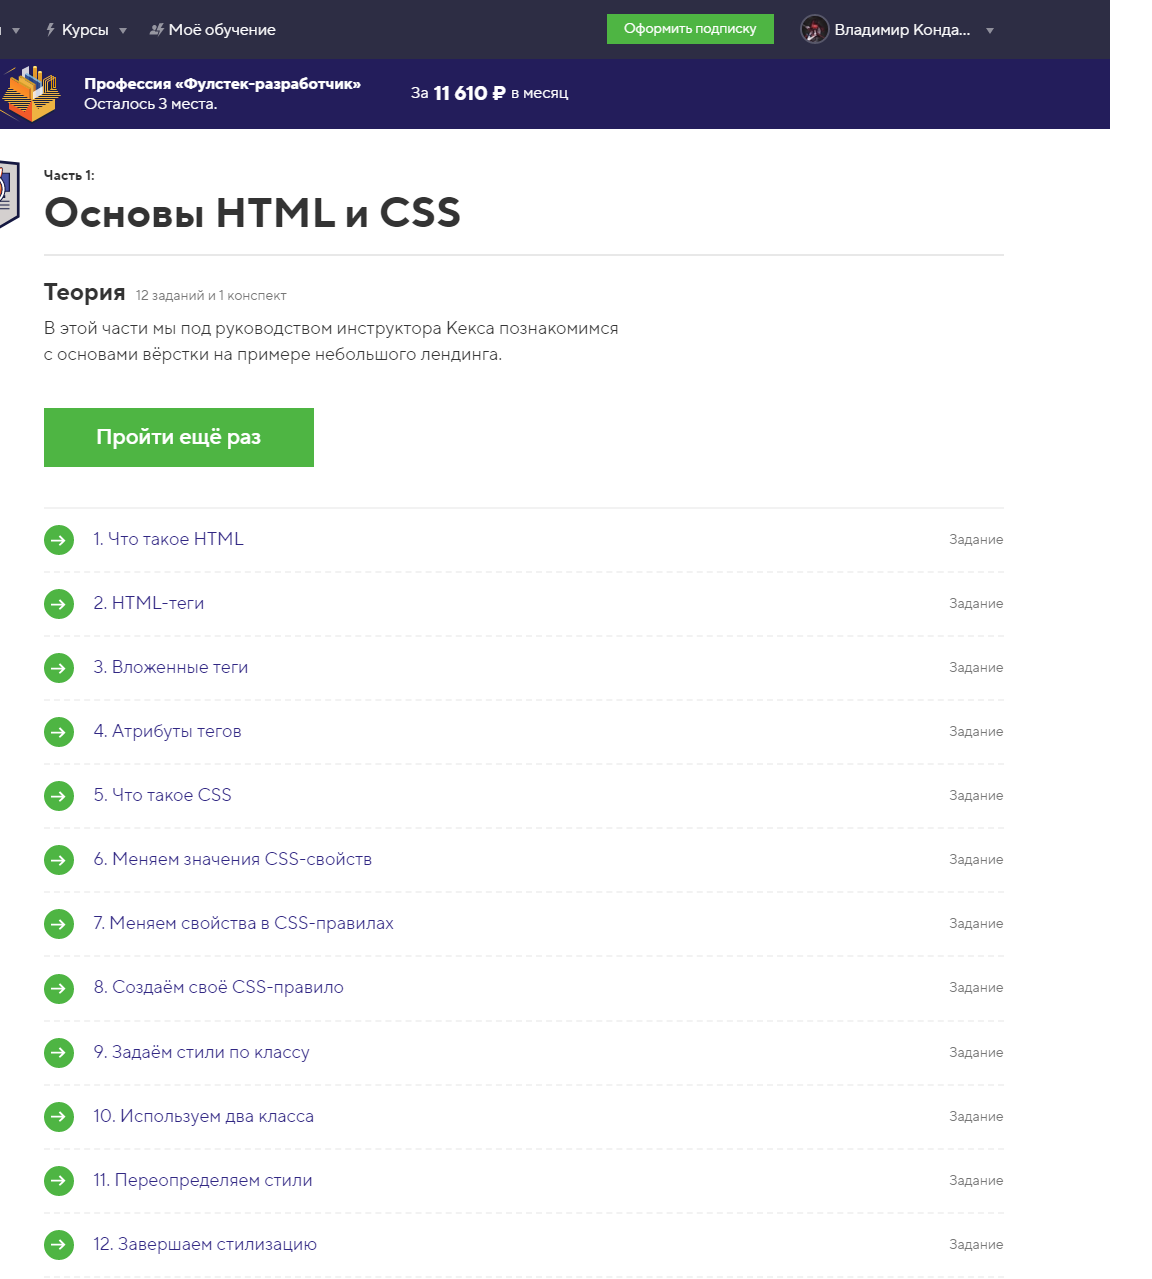 Курсы
Моё обучение
Оформить подписку
Владимир Конда...
Профессия «Фулстек-разработчик»
Осталось 3 места.
За 11 610 ₽ в месяц
Часть 1:
Основы HTML и CSS
Теория 12 заданий и 1 конспект
В этой части мы под руководством инструктора Кекса познакомимся
с основами вёрстки на примере небольшого лендинга.
Пройти ещё раз
1. Что такое HTML Задание
2. HTML-теги Задание
3. Вложенные теги Задание
4. Атрибуты тегов Задание
5. Что такое CSS Задание
6. Меняем значения CSS-свойств Задание
7. Меняем свойства в CSS-правилах Задание
8. Создаём своё CSS-правило Задание
9. Задаём стили по классу Задание
10. Используем два класса Задание
11. Переопределяем стили Задание
12. Завершаем стилизацию Задание